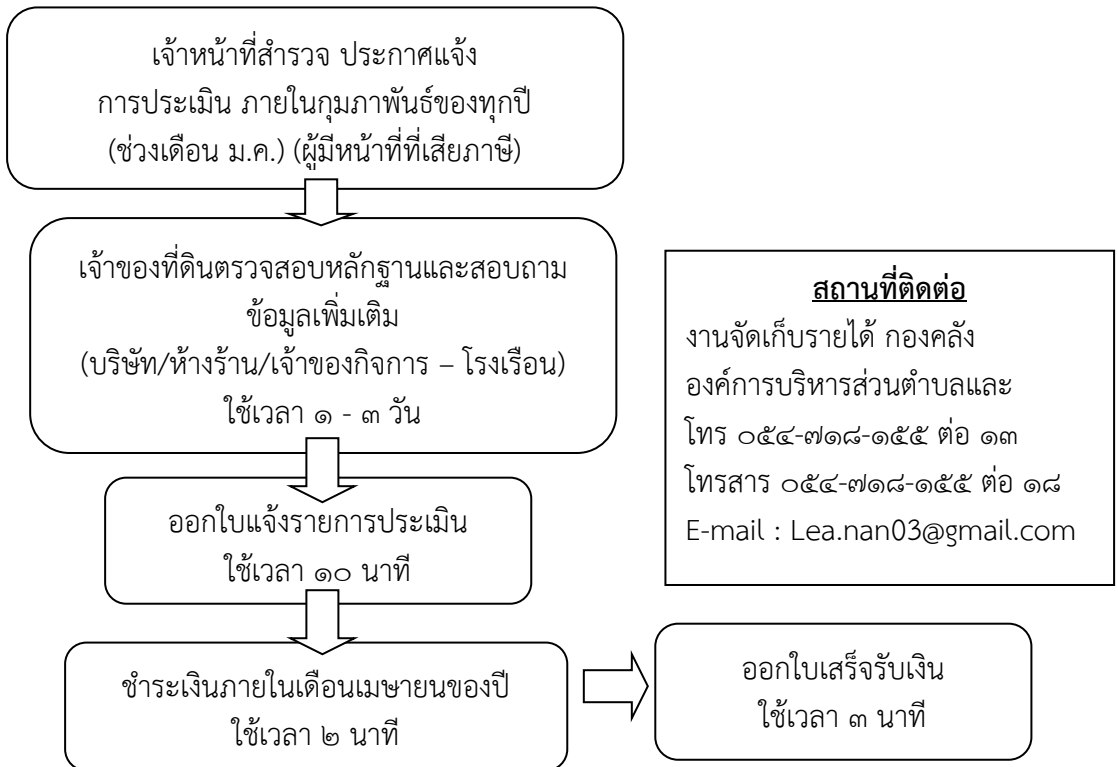 เจ้าหน้าที่สำรวจ ประกาศแจ้ง
การประเมิน ภายในกุมภาพันธ์ของทุกปี
(ช่วงเดือน ม.ค.) (ผู้มีหน้าที่ที่เสียภาษี)
เจ้าของที่ดินตรวจสอบหลักฐานและสอบถาม
ข้อมูลเพิ่มเติม
(บริษัท/ห้างร้าน/เจ้าของกิจการ – โรงเรือน)
ใช้เวลา ๑ - ๓ วัน
ออกใบแจ้งรายการประเมิน
ใช้เวลา ๑๐ นาที
ชำระเงินภายในเดือนเมษายนของปี
ใช้เวลา ๒ นาที
ออกใบเสร็จรับเงิน
ใช้เวลา ๓ นาที
สถานที่ติดต่อ
งานจัดเก็บรายได้ กองคลัง
องค์การบริหารส่วนตำบลและ
โทร ๐๕๔-๗๑๘-๑๕๕ ต่อ ๑๓
โทรสาร ๐๕๔-๗๑๘-๑๕๕ ต่อ ๑๘
E-mail : Lea.nan03@gmail.com